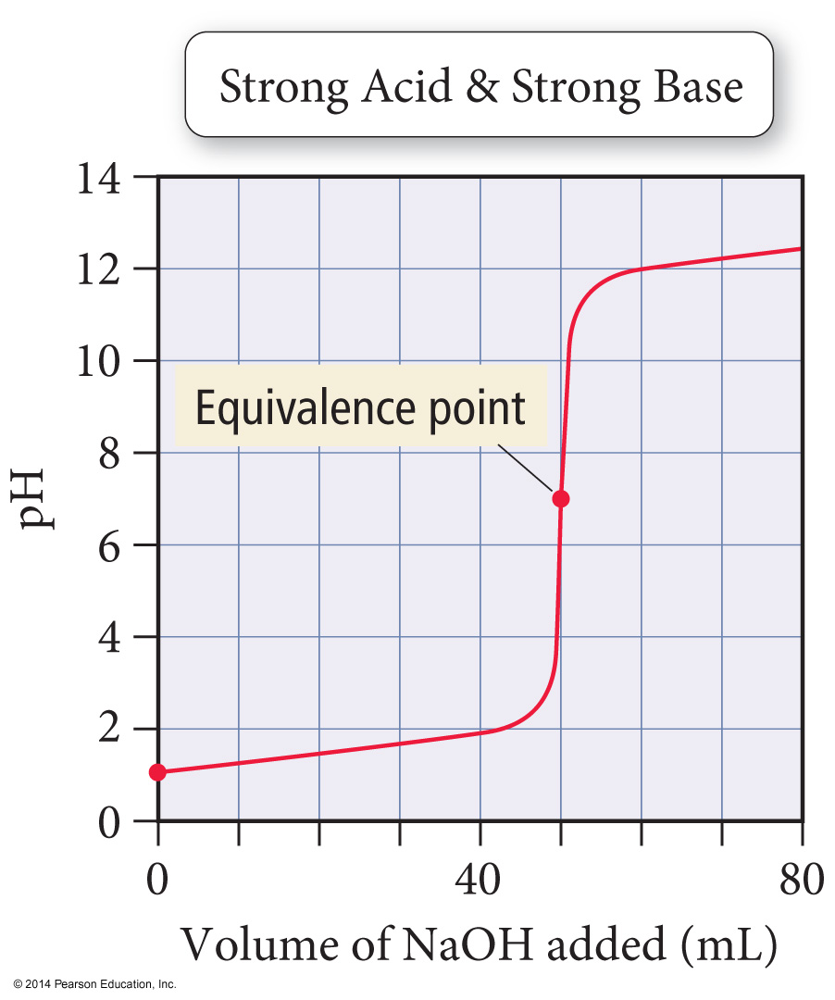 Strong Acid & Strong Base
14
12
10
8
6
4
2
0
pH
Equivalence point
0 40 80
Volume of NaOH added (mL)
© 2014 Pearson Education, Inc.